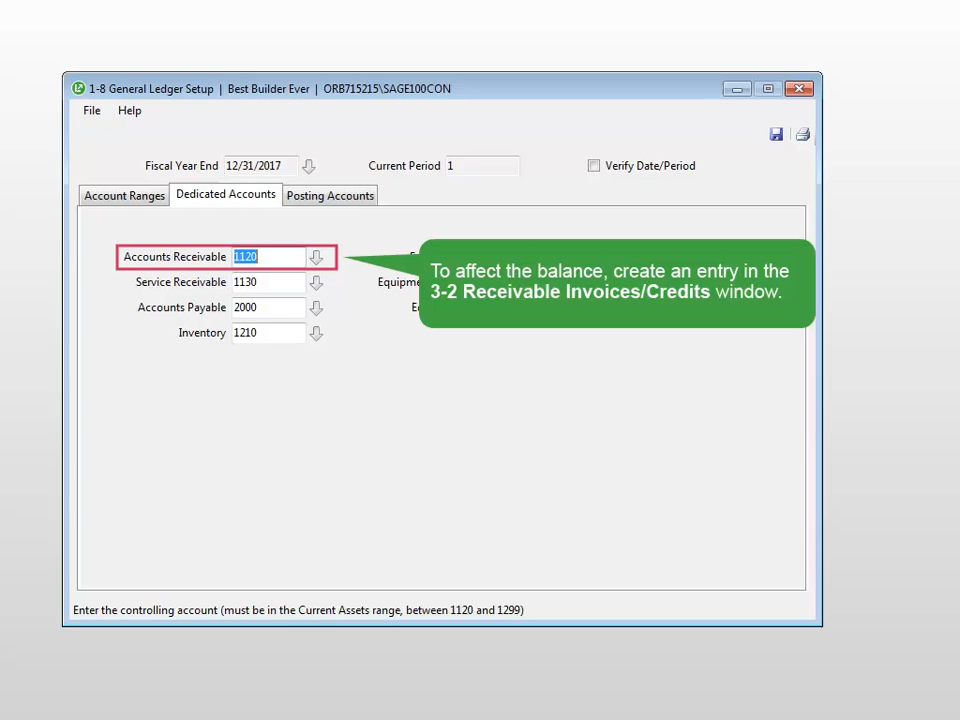 1-8 General Ledger Setup | Best Builder Ever | ORB715215\SAGE100CON
File Help
Fiscal Year End 12/31/2017 Current Period 1 Verify Date/Period
Account Ranges Dedicated Accounts Posting Accounts
Accounts Receivable 1120
To affect the balance, create an entry in the
3-2 Receivable Invoices/Credits window.
Service Receivable 1130
Accounts Payable 2000
Inventory 1210
Enter the controlling account (must be in the Current Assets range, between 1120 and 1299)